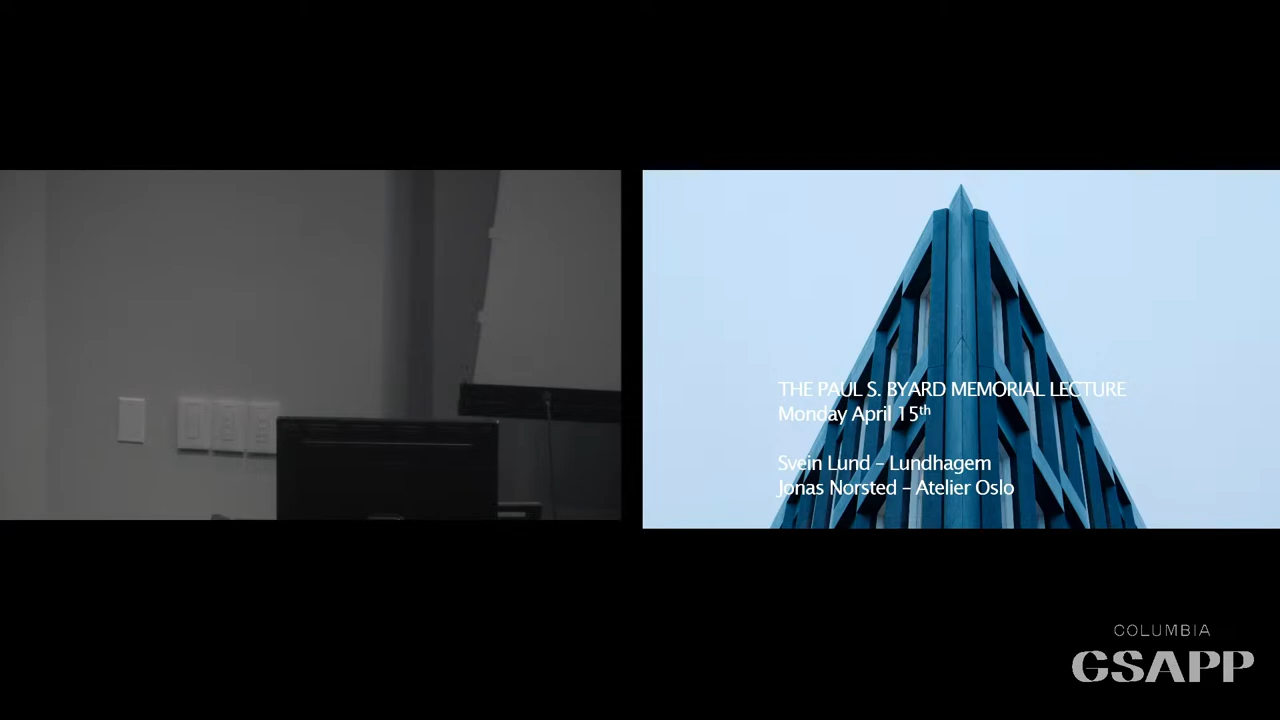 THE PAUL S. BYARD MEMORIAL LECTURE
Monday April 15th
Svein Lund – Lundhagem
Jonas Norsted – Atelier Oslo
COLUMBIA
GSAPP